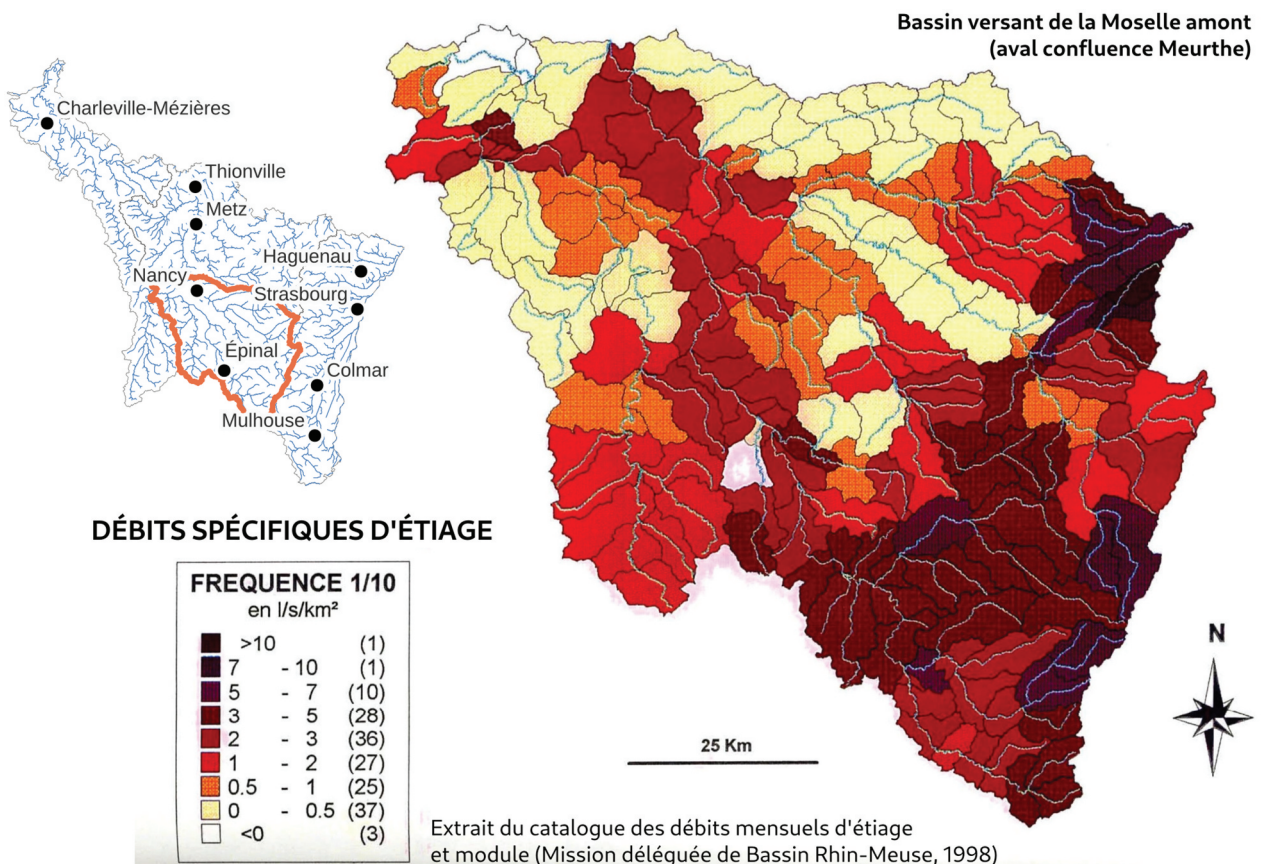 Bassin versant de la Moselle amont
(aval confluence Meurthe)
Charleville-Mézières
Thionville
Metz
Haguenau
Nancy
Strasbourg
Épinal
Colmar
Mulhouse
DÉBITS SPÉCIFIQUES D'ÉTIAGE
FREQUENCE 1/10
en l/s/km²
>10 (1)
7 - 10 (1)
5 - 7 (10)
3 - 5 (28)
2 - 3 (36)
1 - 2 (27)
0.5 - 1 (25)
0 - 0.5 (37)
<0 (3)
25 Km
N
Extrait du catalogue des débits mensuels d'étiage
et module (Mission déléguée de Bassin Rhin-Meuse, 1998)